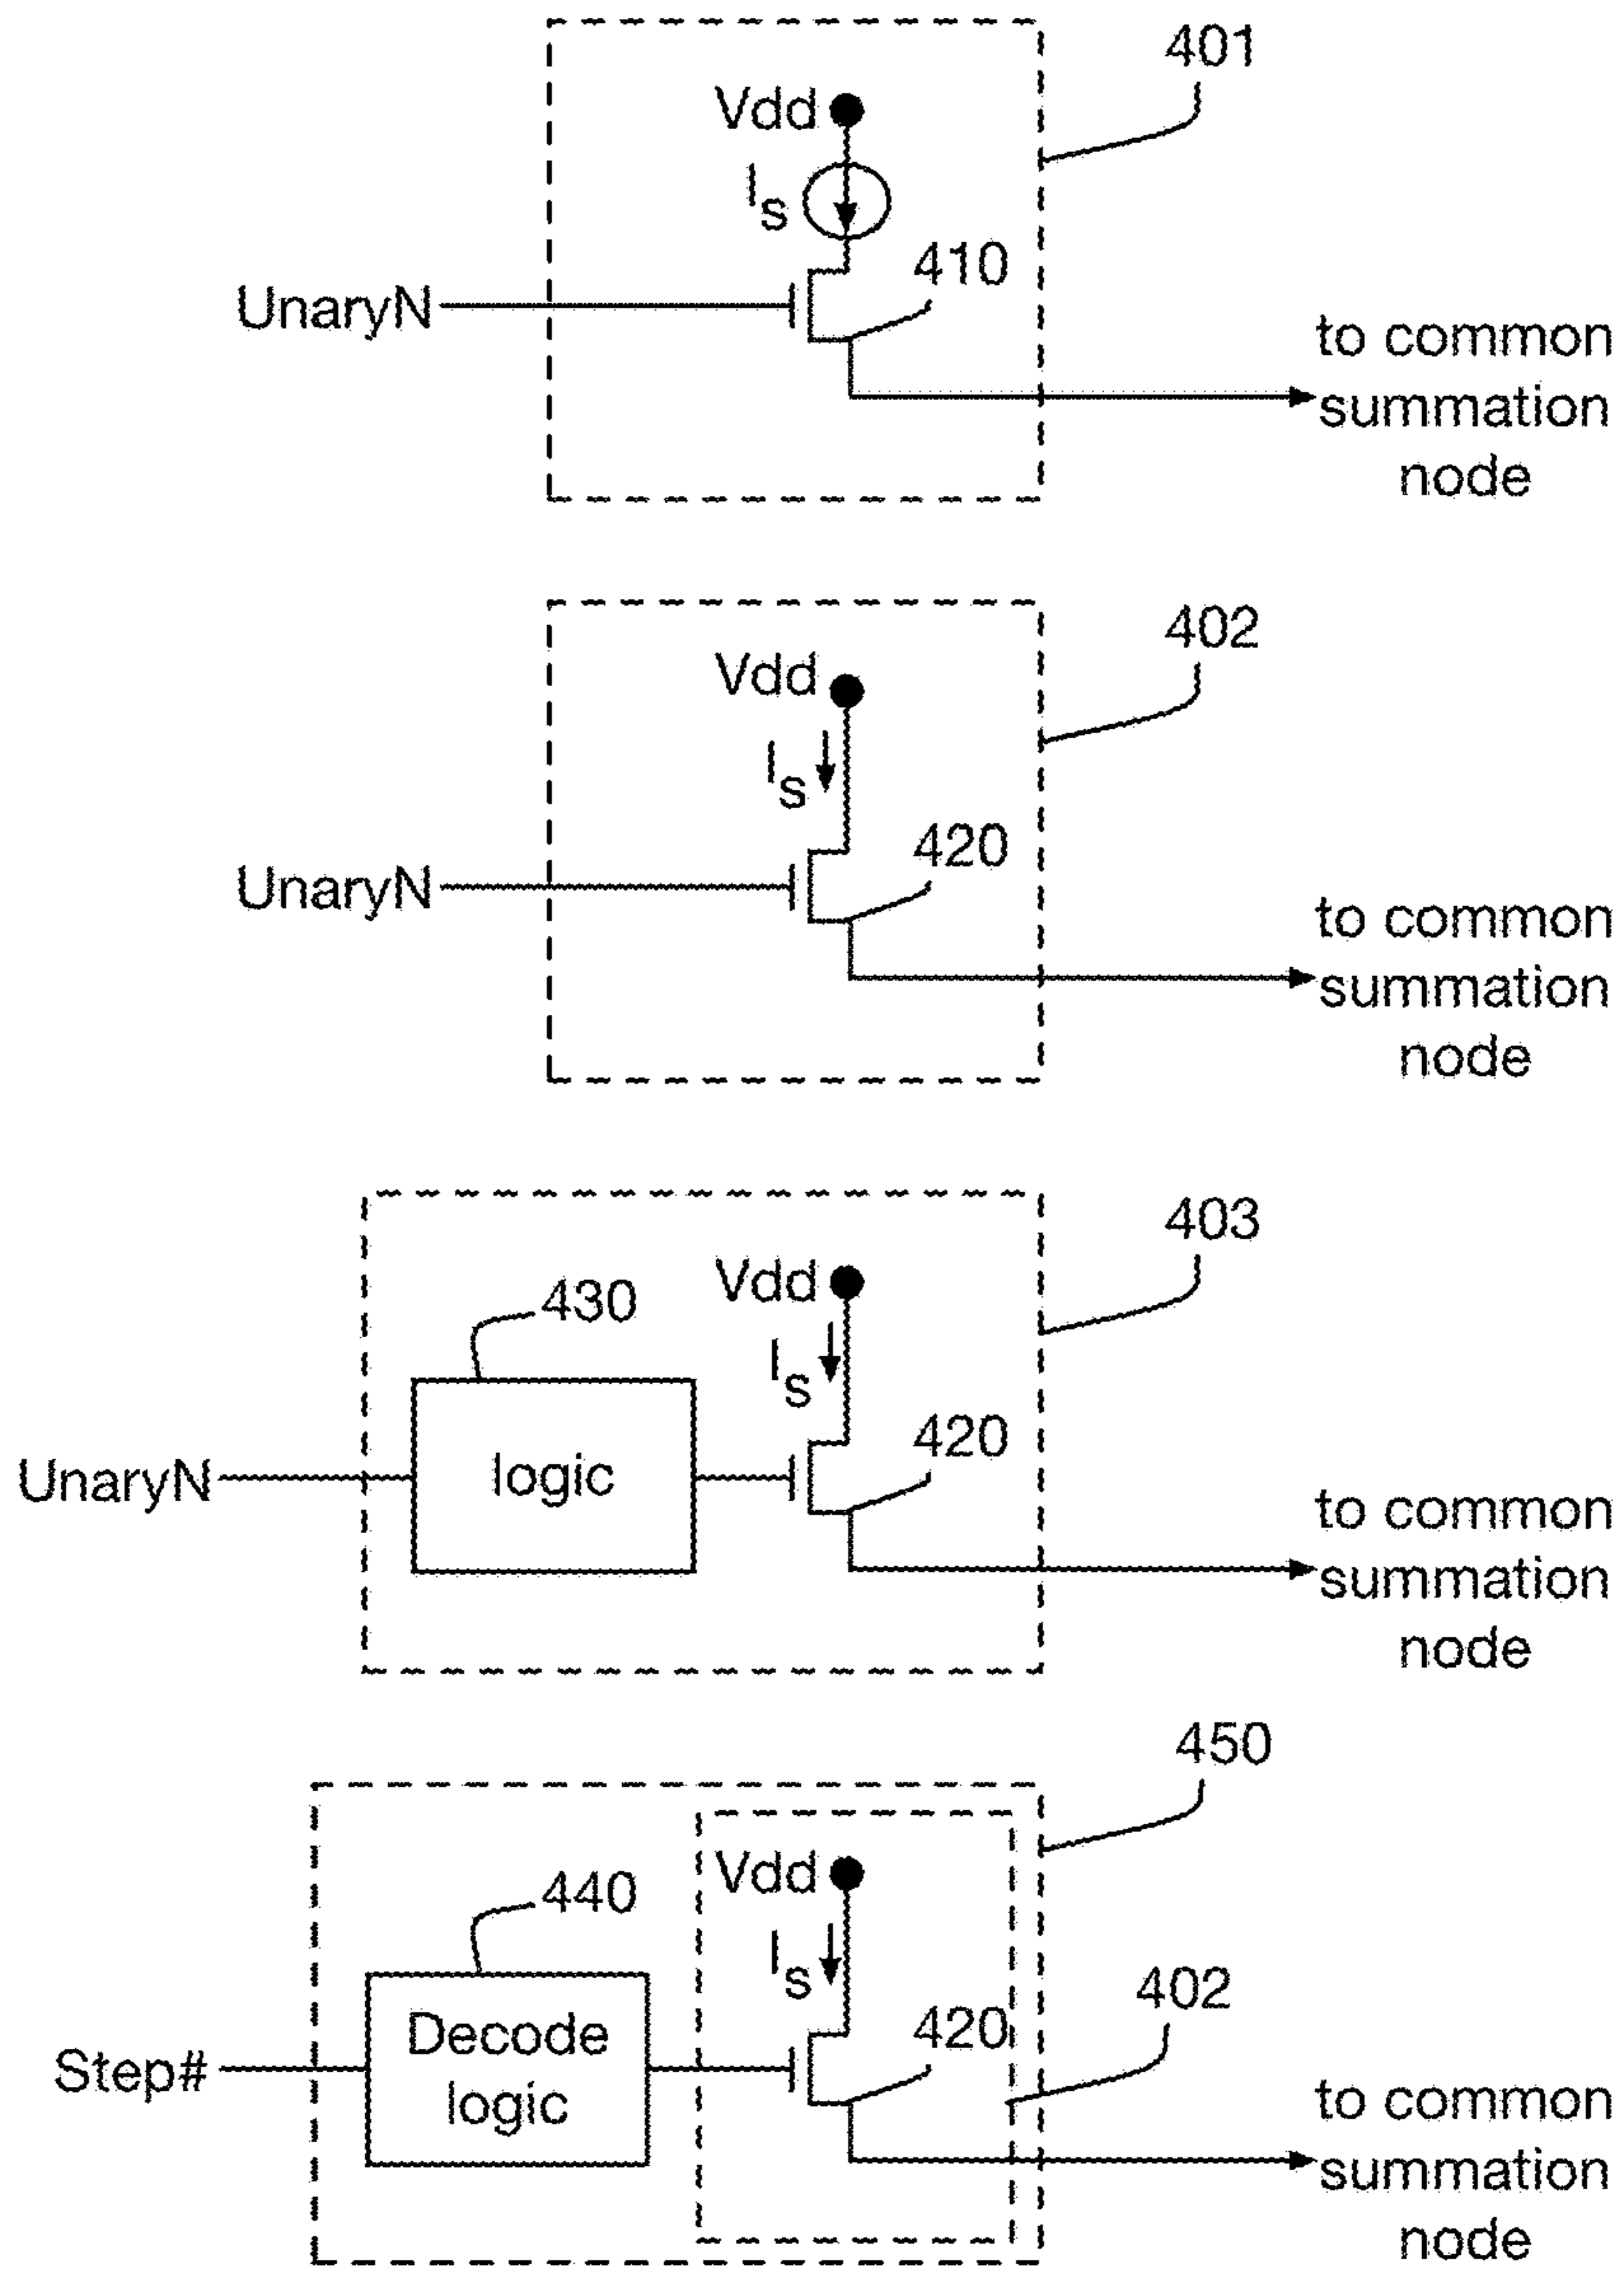 401
Vdd
Is
410
UnaryN
to common
summation
node
402
Vdd
Is
420
UnaryN
to common
summation
node
403
Vdd
430
Is
420
logic
UnaryN
to common
summation
node
450
Vdd
440
Is
402
420
Decode
logic
Step#
to common
summation
node